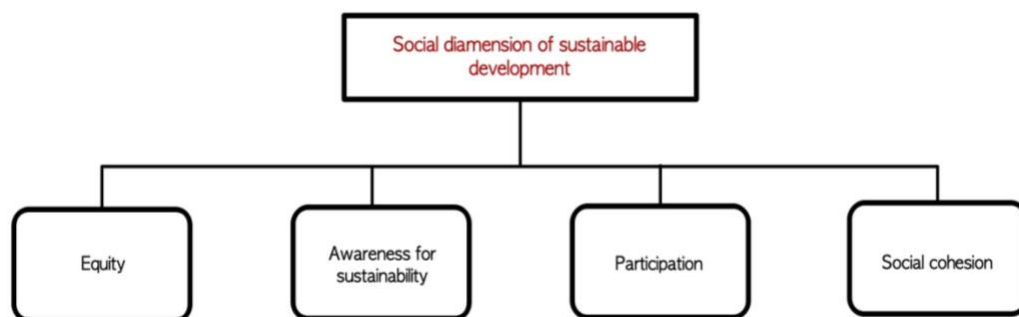 Social diamension of sustainable
development
Equity
Awareness for
sustainability
Participation
Social cohesion